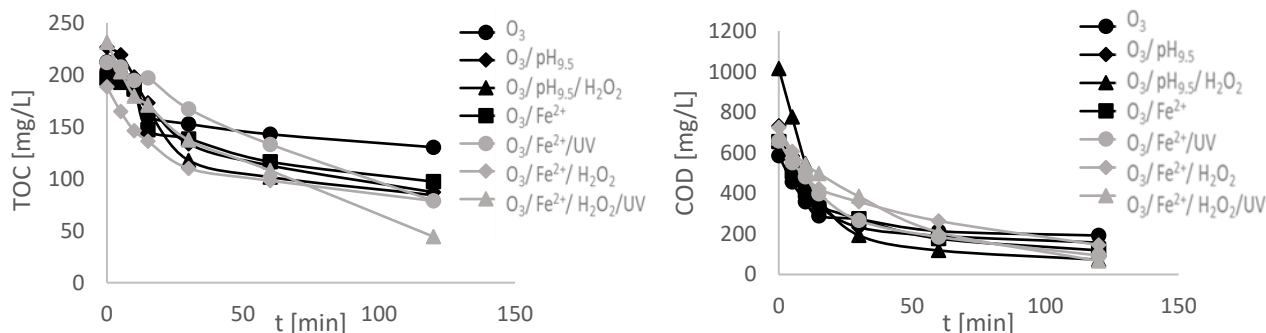 250
200
150
100
50
0
TOC [mg/L]
0
50
100
150
t [min]
O₃
O₃/ pH₉.₅
O₃/ pH₉.₅/ H₂O₂
O₃/ Fe²⁺
O₃/ Fe²⁺/UV
O₃/ Fe²⁺/ H₂O₂
O₃/ Fe²⁺/ H₂O₂/UV
1200
1000
800
600
400
200
0
COD [mg/L]
0
50
100
150
t [min]
O₃
O₃/ pH₉.₅
O₃/ pH₉.₅/ H₂O₂
O₃/ Fe²⁺
O₃/ Fe²⁺/UV
O₃/ Fe²⁺/ H₂O₂
O₃/ Fe²⁺/ H₂O₂/UV